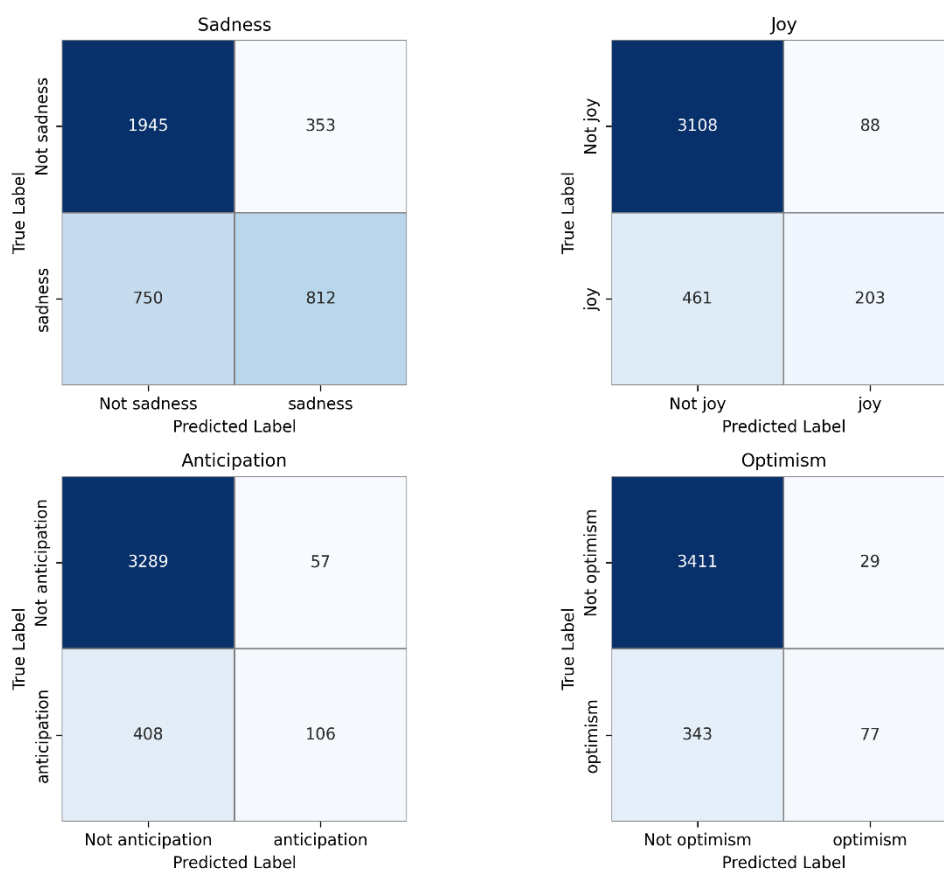 Sadness
Not sadness
1945
353
True Label
sadness
750
812
Not sadness
sadness
Predicted Label
Joy
Not joy
3108
88
True Label
joy
461
203
Not joy
joy
Predicted Label
Anticipation
Not anticipation
3289
57
True Label
anticipation
408
106
Not anticipation
anticipation
Predicted Label
Optimism
Not optimism
3411
29
True Label
optimism
343
77
Not optimism
optimism
Predicted Label